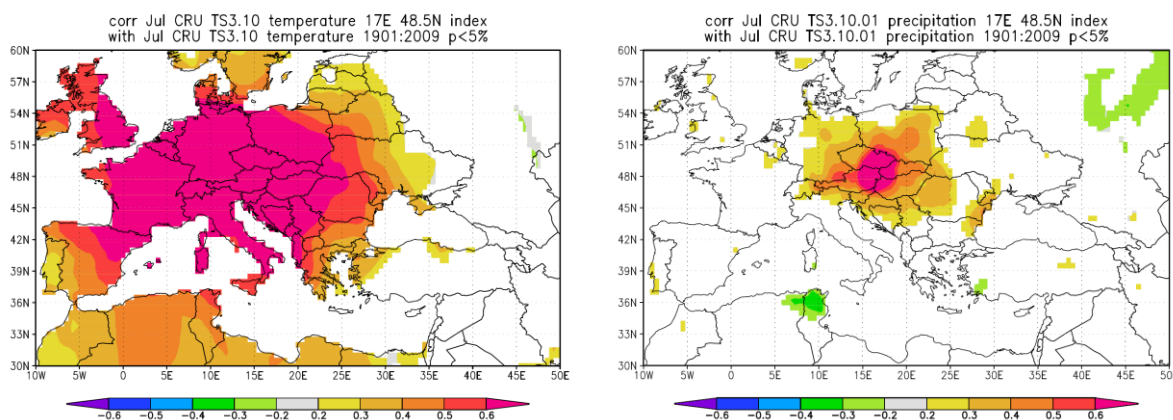 corr Jul CRU TS3.10 temperature 17E 48.5N index
with Jul CRU TS3.10 temperature 1901:2009 p<5%
60N
57N
54N
51N
48N
45N
42N
39N
36N
33N
30N
10W 5W 0 5E 10E 15E 20E 25E 30E 35E 40E 45E 50E
-0.6 -0.5 -0.4 -0.3 -0.2 0.2 0.3 0.4 0.5 0.6
corr Jul CRU TS3.10.01 precipitation 17E 48.5N index
with Jul CRU TS3.10.01 precipitation 1901:2009 p<5%
60N
57N
54N
51N
48N
45N
42N
39N
36N
33N
30N
10W 5W 0 5E 10E 15E 20E 25E 30E 35E 40E 45E 50
-0.6 -0.5 -0.4 -0.3 -0.2 0.2 0.3 0.4 0.5 0.6